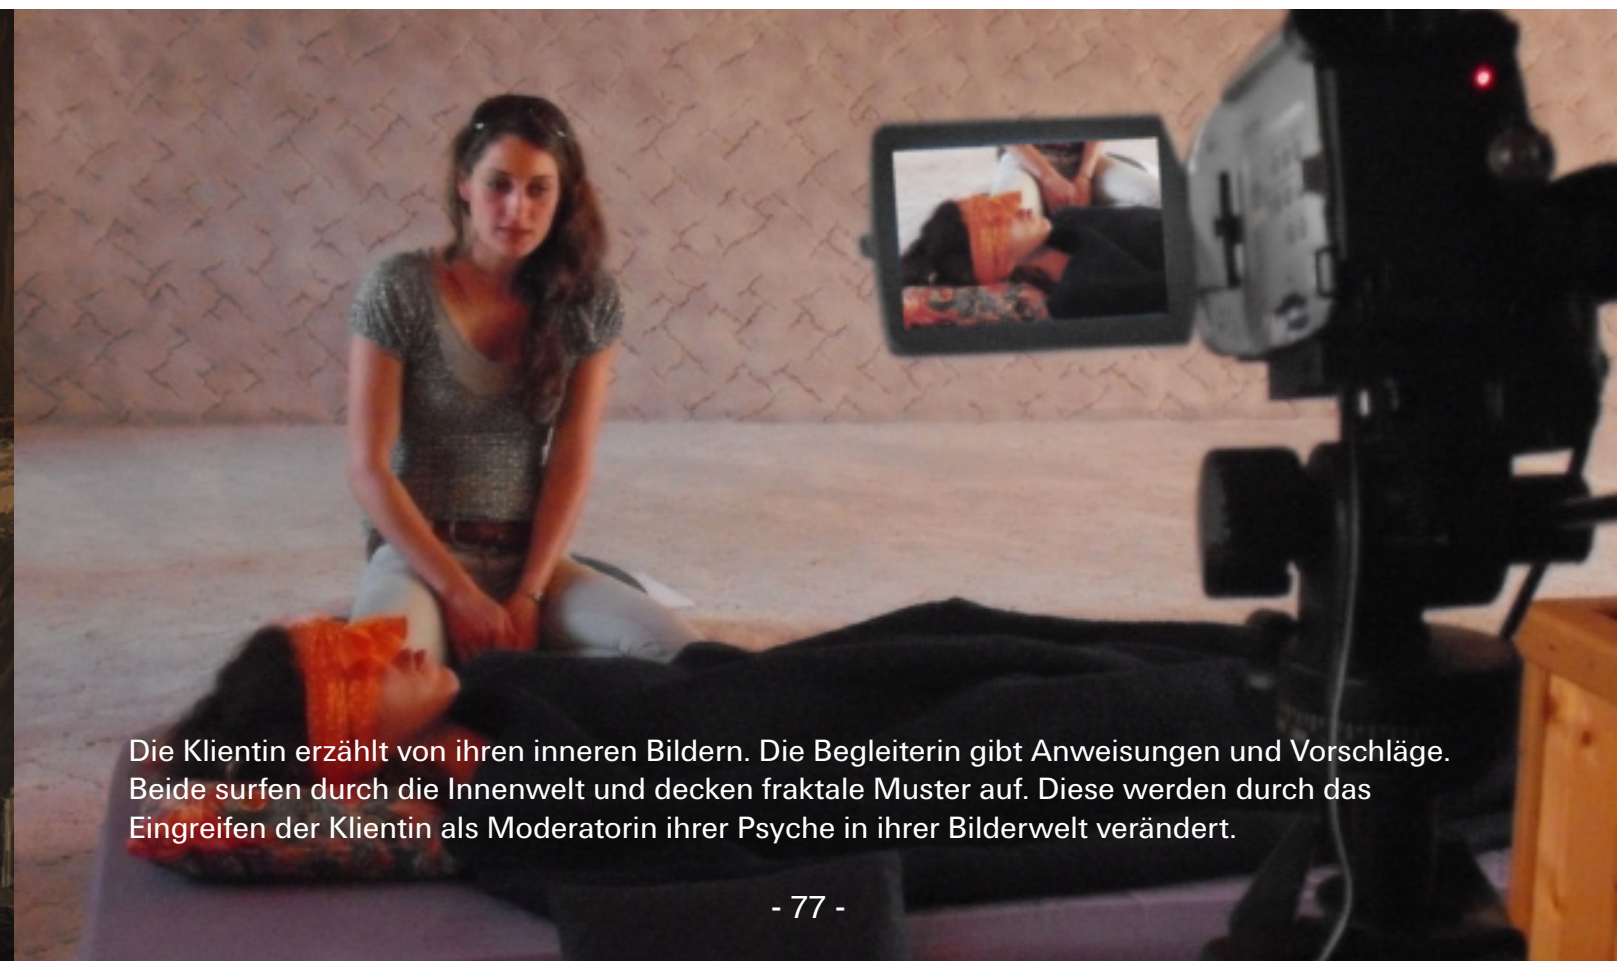 Die Klientin erzählt von ihren inneren Bildern. Die Begleiterin gibt Anweisungen und Vorschläge.
Beide surfen durch die Innenwelt und decken fraktale Muster auf. Diese werden durch das
Eingreifen der Klientin als Moderatorin ihrer Psyche in ihrer Bilderwelt verändert.
- 77 -